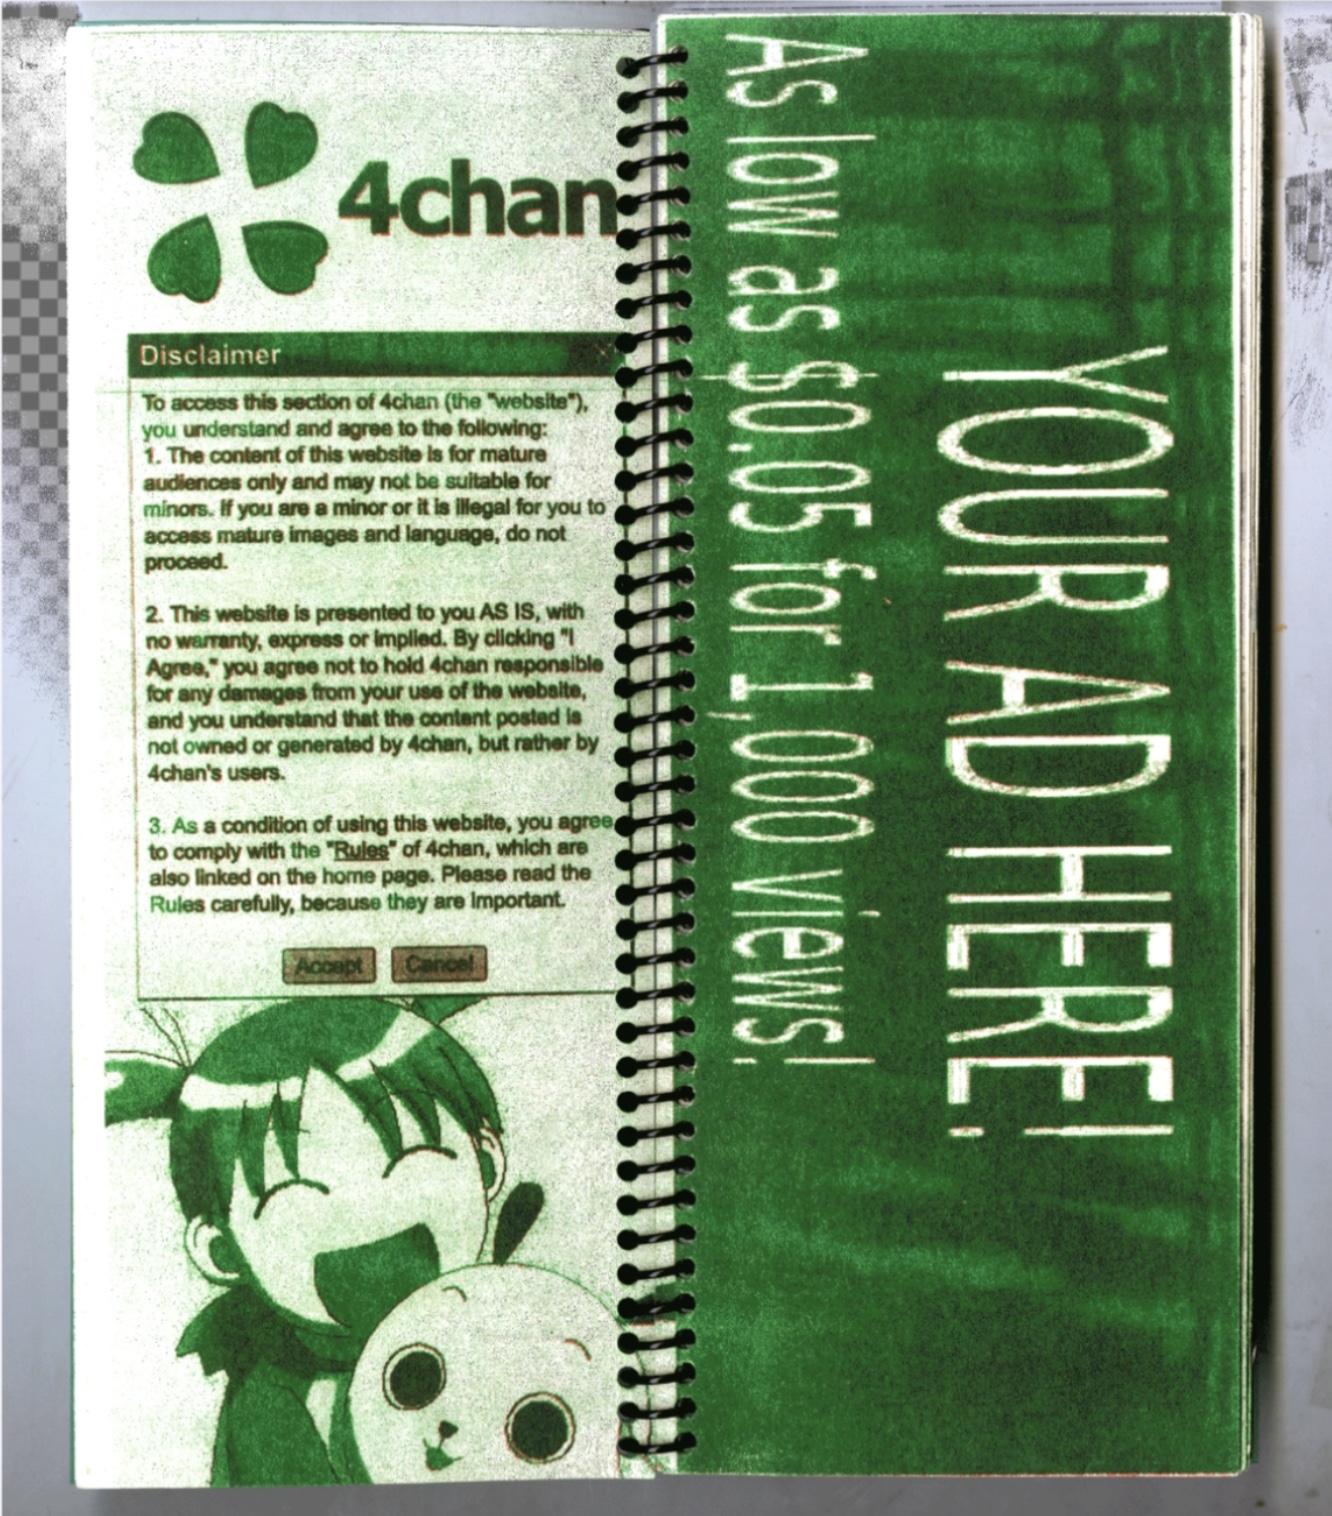 4chan
Disclaimer
To access this section of 4chan (the "website"),
you understand and agree to the following:
1. The content of this website is for mature
audiences only and may not be suitable for
minors. If you are a minor or it is illegal for you to
access mature images and language, do not
proceed.
2. This website is presented to you AS IS, with
no warranty, express or implied. By clicking "I
Agree," you agree not to hold 4chan responsible
for any damages from your use of the website,
and you understand that the content posted is
not owned or generated by 4chan, but rather by
4chan's users.
3. As a condition of using this website, you agree
to comply with the "Rules" of 4chan, which are
also linked on the home page. Please read the
Rules carefully, because they are important.
Accept Cancel
YOUR AD HERE!
As low as $0.05 for 1,000 views!